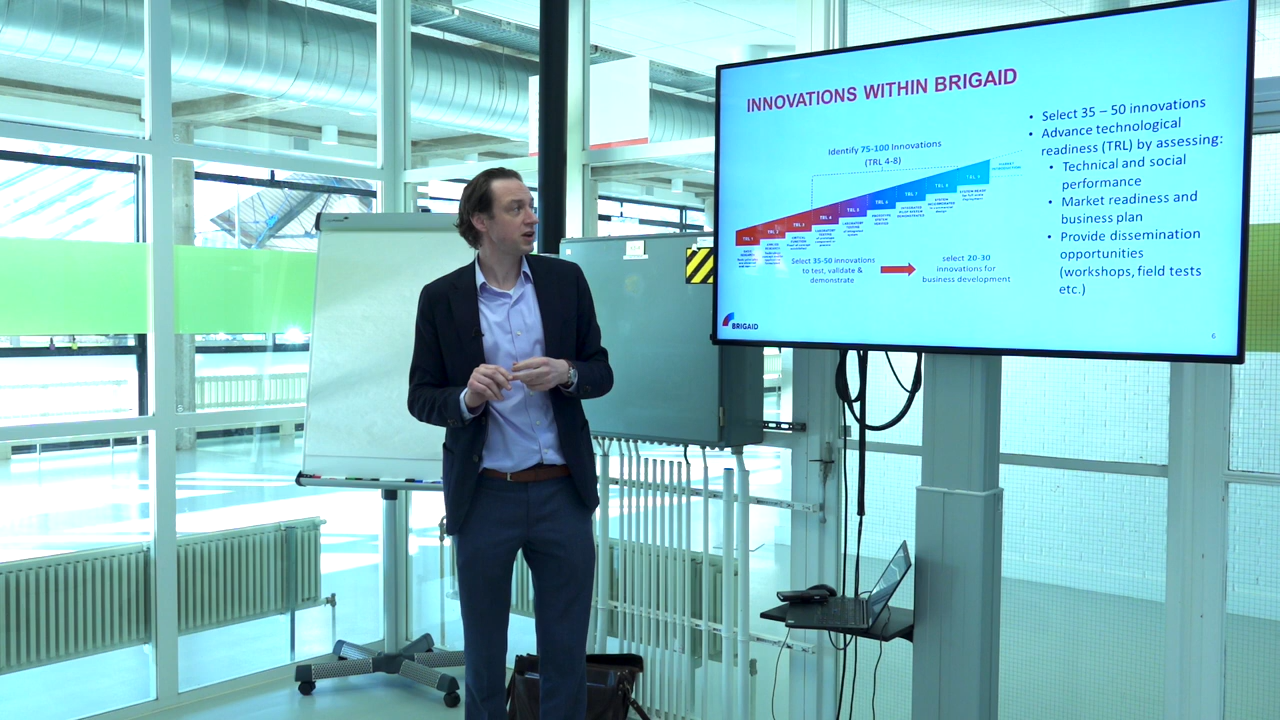 INNOVATIONS WITHIN BRIGAID
Identify 75-100 Innovations
(TRL 4-8)
TRL 1
TRL 2
TRL 3
TRL 4
TRL 5
TRL 6
TRL 7
TRL 8
TRL 9
MARKET
INTRODUCTION
Select 35-50 innovations
to test, validate &
demonstrate
select 20-30
innovations for
business development
• Select 35 – 50 innovations
• Advance technological
readiness (TRL) by assessing:
• Technical and social
performance
• Market readiness and
business plan
• Provide dissemination
opportunities
(workshops, field tests
etc.)
BRIGAID
6